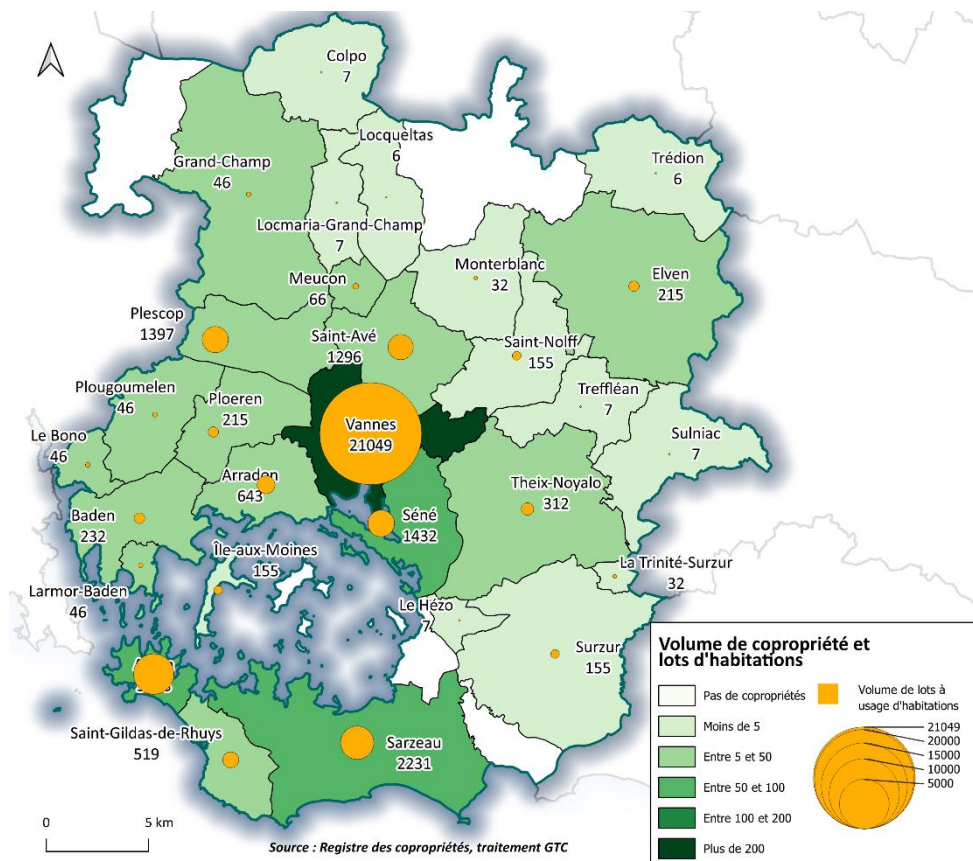 Colpo
7
Locqueltas
6
Trédion
6
Grand-Champ
46
Locmaria-Grand-Champ
7
Monterblanc
32
Elven
215
Meucon
66
Plescop
1397
Saint-Avé
1296
Saint-Nolff
155
Plougoumelen
46
Ploeren
215
Treffléan
7
Vannes
21049
Sulniac
7
Le Bono
46
Arradon
643
Theix-Noyalo
312
Baden
232
Séné
1432
Île-aux-Moines
155
La Trinité-Surzur
32
Larmor-Baden
46
Le Hézo
7
Surzur
155
Saint-Gildas-de-Rhuys
519
Sarzeau
2231
Volume de copropriété et
lots d'habitations
Pas de copropriétés
Moins de 5
Entre 5 et 50
Entre 50 et 100
Entre 100 et 200
Plus de 200
Volume de lots à
usage d'habitations
21049
20000
15000
10000
5000
0 5 km
Source : Registre des copropriétés, traitement GTC